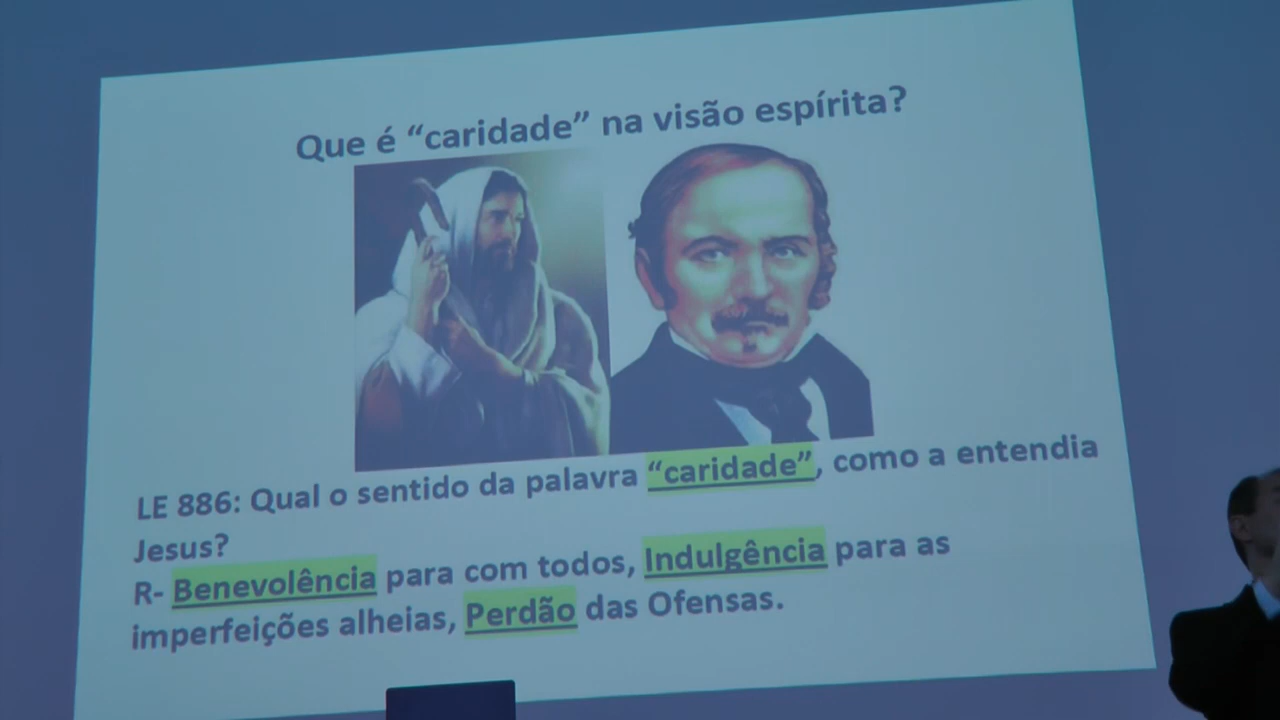 Que é “caridade” na visão espírita?
LE 886: Qual o sentido da palavra “caridade”, como a entendia
Jesus?
R- Benevolência para com todos, Indulgência para as
imperfeições alheias, Perdão das Ofensas.